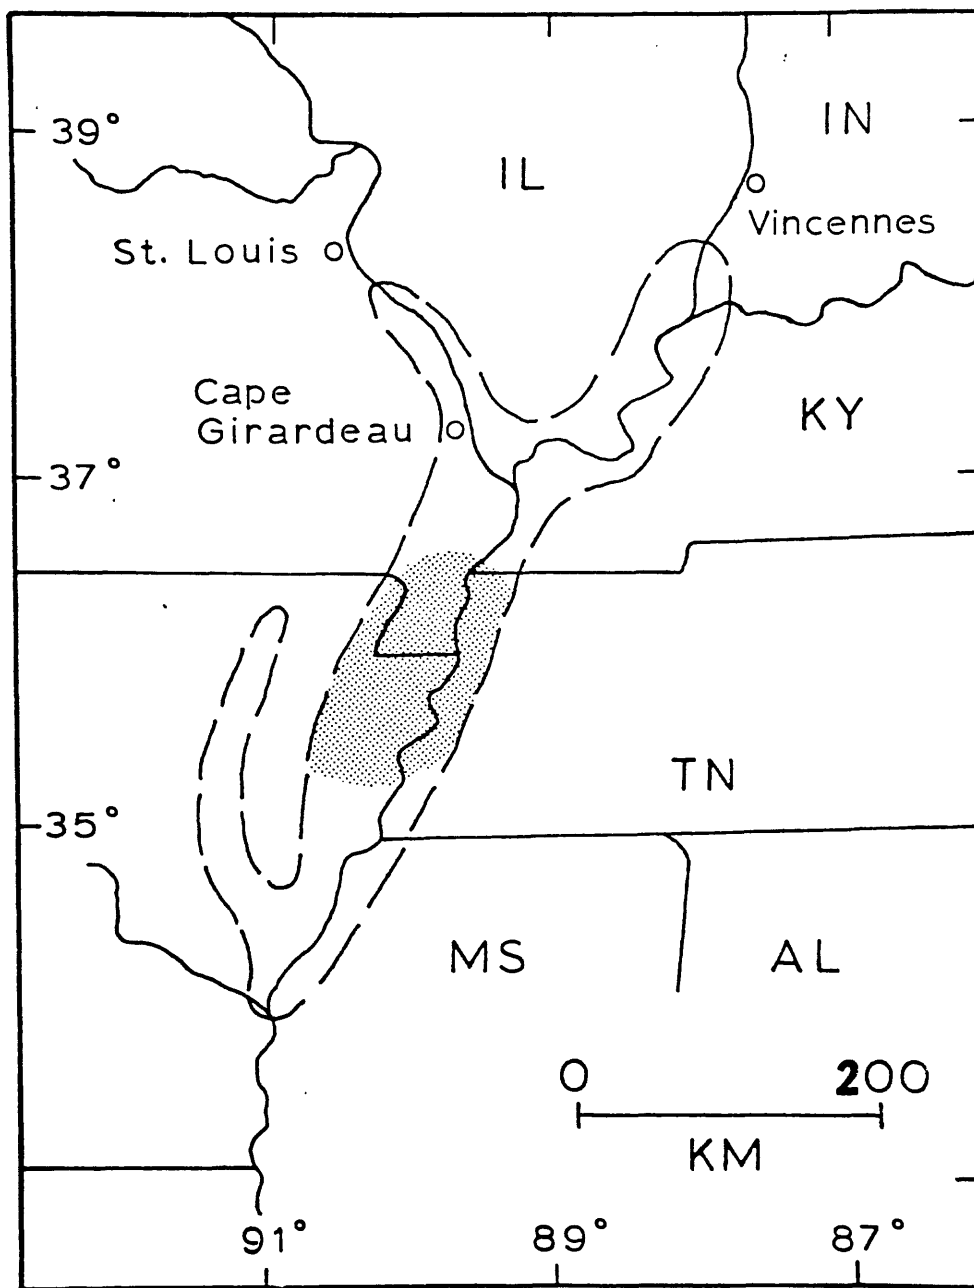 39°
IN
IL
Vincennes
St. Louis
Cape
Girardeau
KY
37°
TN
35°
MS
AL
0 200
KM
91° 89° 87°